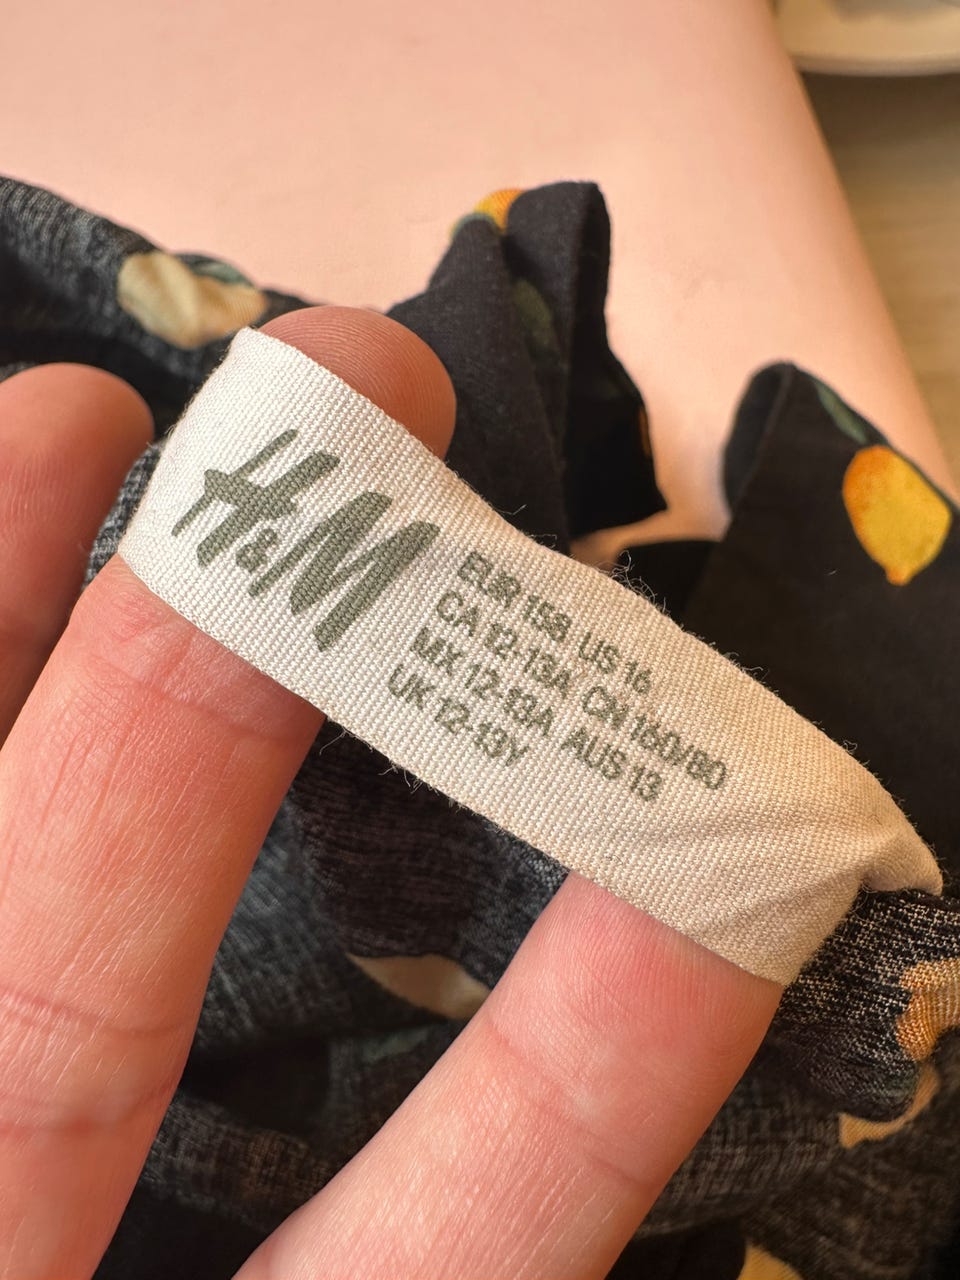 H&M
EUR 158 US 16
CA 12-13A CN 160/80
MX 12-13A AUS 13
UK 12-13Y